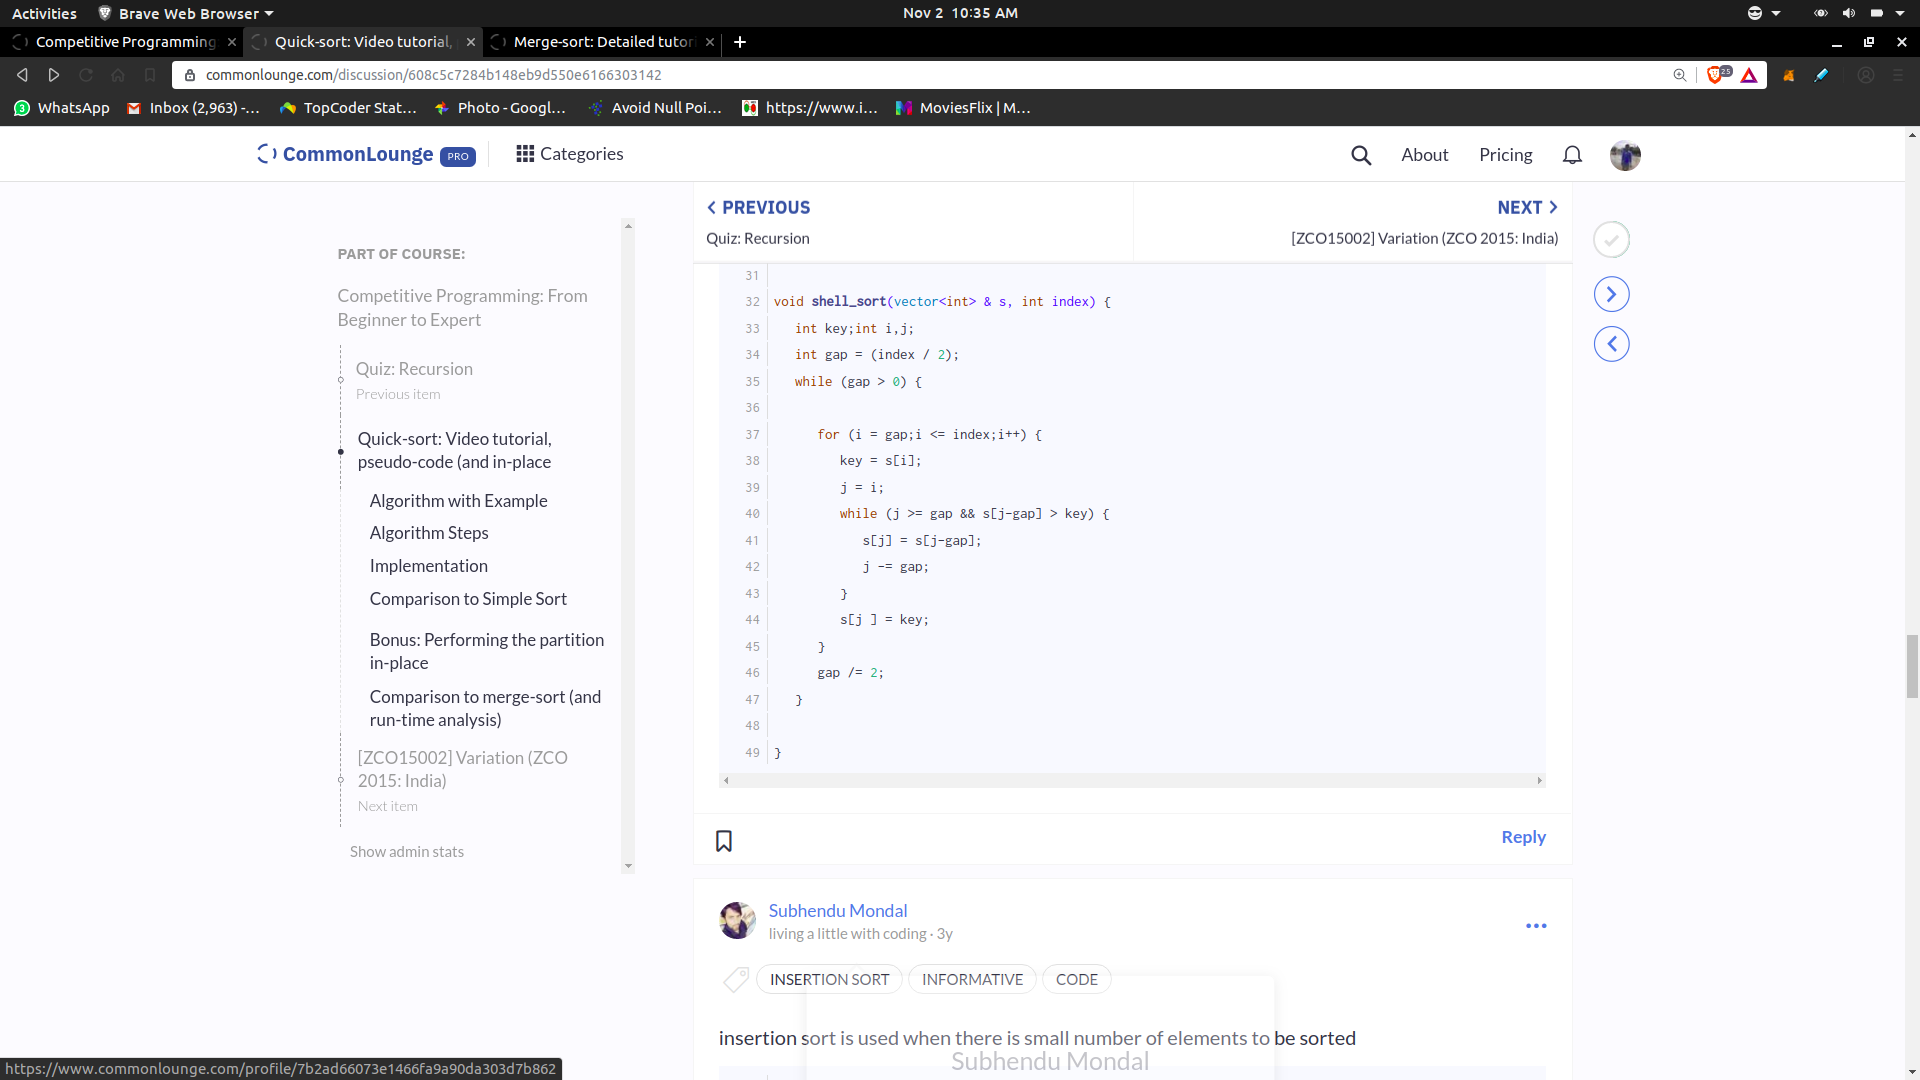 Activities
Brave Web Browser
Nov 2 10:35 AM
Competitive Programming
Quick-sort: Video tutorial,
Merge-sort: Detailed tutor
commonlounge.com/discussion/608c5c7284b148eb9d550e6166303142
25
3 WhatsApp
Inbox (2,963) -...
TopCoder Stat...
Photo - Googl...
Avoid Null Poi...
https://www.i...
MoviesFlix | M...
CommonLounge PRO
Categories
About
Pricing
PREVIOUS
Quiz: Recursion
NEXT
[ZCO15002] Variation (ZCO 2015: India)
PART OF COURSE:
Competitive Programming: From
Beginner to Expert
Quiz: Recursion
Previous item
Quick-sort: Video tutorial,
pseudo-code (and in-place
Algorithm with Example
Algorithm Steps
Implementation
Comparison to Simple Sort
Bonus: Performing the partition
in-place
Comparison to merge-sort (and
run-time analysis)
[ZCO15002] Variation (ZCO
2015: India)
Next item
Show admin stats
31
32 void shell_sort(vector<int> & s, int index) {
33 int key;int i,j;
34 int gap = (index / 2);
35 while (gap > 0) {
36
37 for (i = gap;i <= index;i++) {
38 key = s[i];
39 j = i;
40 while (j >= gap && s[j-gap] > key) {
41 s[j] = s[j-gap];
42 j -= gap;
43 }
44 s[j ] = key;
45 }
46 gap /= 2;
47 }
48
49 }
Reply
Subhendu Mondal
living a little with coding · 3y
INSERTION SORT
INFORMATIVE
CODE
insertion sort is used when there is small number of elements to be sorted
Subhendu Mondal
https://www.commonlounge.com/profile/7b2ad66073e1466fa9a90da303d7b862